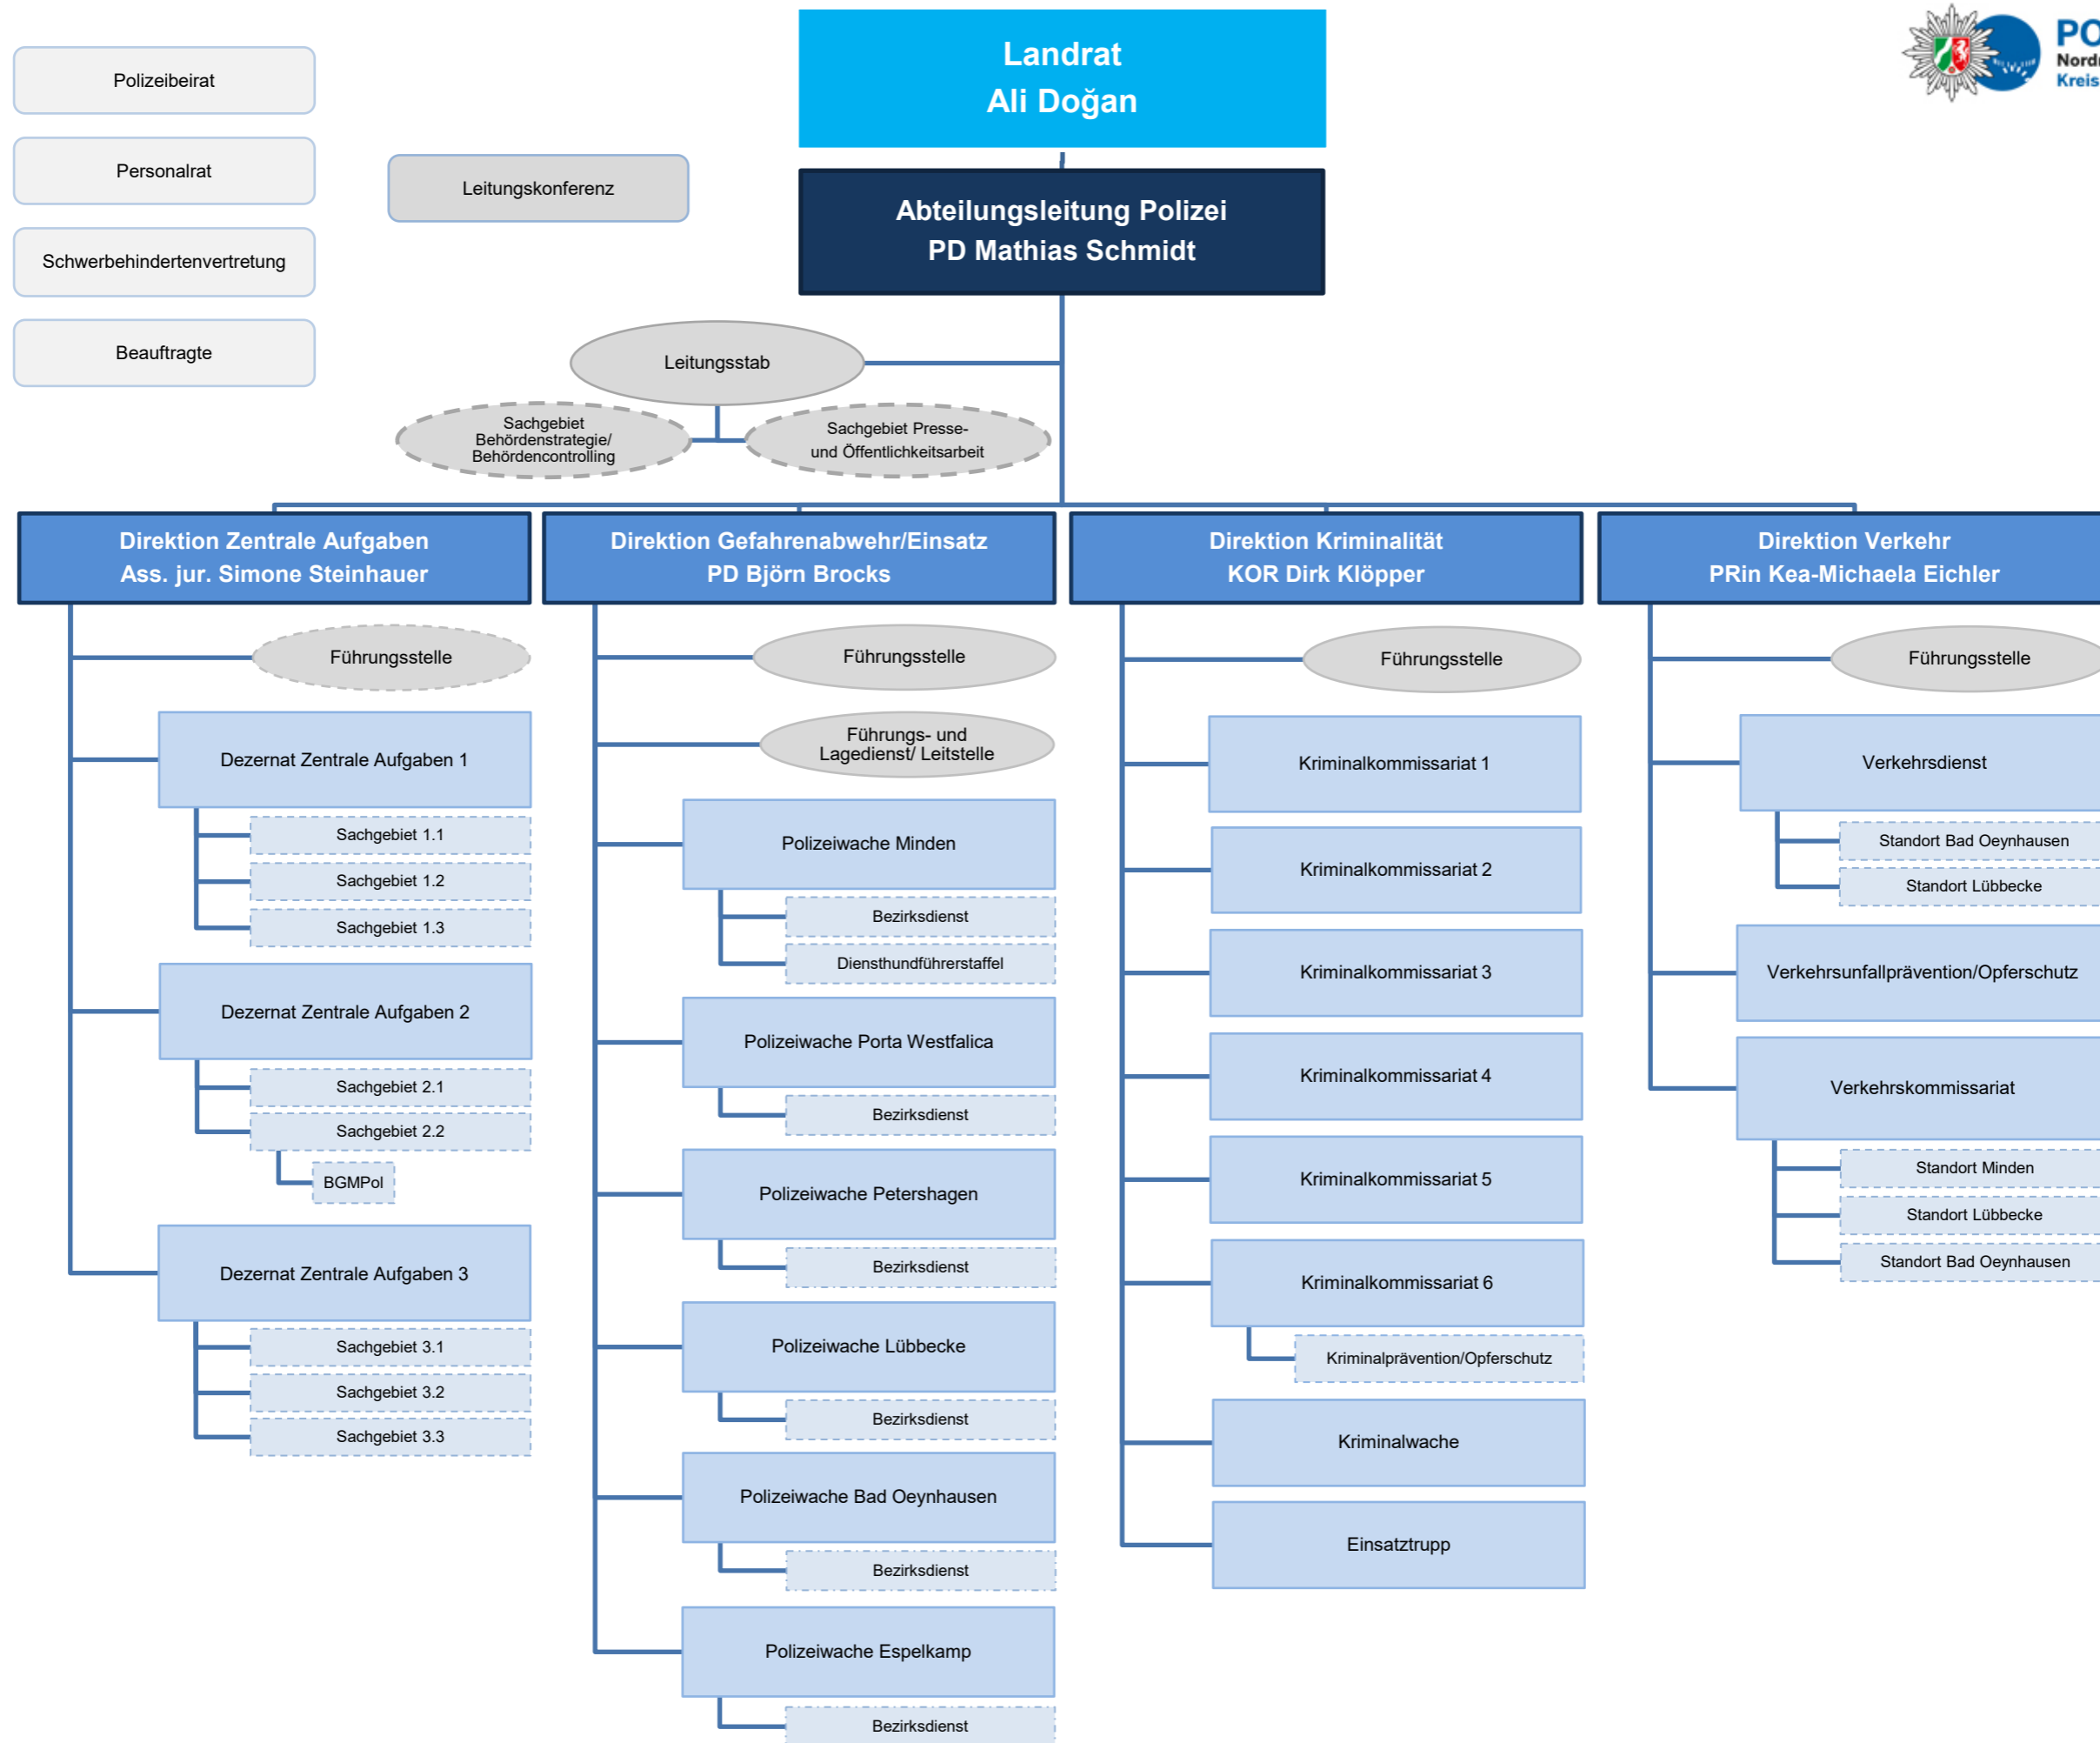 Polizeibeirat
Personalrat
Schwerbehindertenvertretung
Beauftragte
Leitungskonferenz
Landrat
Ali Doğan
Abteilungsleitung Polizei
PD Mathias Schmidt
Leitungsstab
Sachgebiet
Behördenstrategie/
Behördencontrolling
Sachgebiet Presse-
und Öffentlichkeitsarbeit
Direktion Zentrale Aufgaben
Ass. jur. Simone Steinhauer
Führungsstelle
Dezernat Zentrale Aufgaben 1
Sachgebiet 1.1
Sachgebiet 1.2
Sachgebiet 1.3
Dezernat Zentrale Aufgaben 2
Sachgebiet 2.1
Sachgebiet 2.2
BGMPol
Dezernat Zentrale Aufgaben 3
Sachgebiet 3.1
Sachgebiet 3.2
Sachgebiet 3.3
Direktion Gefahrenabwehr/Einsatz
PD Björn Brocks
Führungsstelle
Führungs- und
Lagedienst/ Leitstelle
Polizeiwache Minden
Bezirksdienst
Diensthundführerstaffel
Polizeiwache Porta Westfalica
Bezirksdienst
Polizeiwache Petershagen
Bezirksdienst
Polizeiwache Lübbecke
Bezirksdienst
Polizeiwache Bad Oeynhausen
Bezirksdienst
Polizeiwache Espelkamp
Bezirksdienst
Direktion Kriminalität
KOR Dirk Klöpper
Führungsstelle
Kriminalkommissariat 1
Kriminalkommissariat 2
Kriminalkommissariat 3
Kriminalkommissariat 4
Kriminalkommissariat 5
Kriminalkommissariat 6
Kriminalprävention/Opferschutz
Kriminalwache
Einsatztrupp
Direktion Verkehr
PRin Kea-Michaela Eichler
Führungsstelle
Verkehrsdienst
Standort Bad Oeynhausen
Standort Lübbecke
Verkehrsunfallprävention/Opferschutz
Verkehrskommissariat
Standort Minden
Standort Lübbecke
Standort Bad Oeynhausen
Kreis